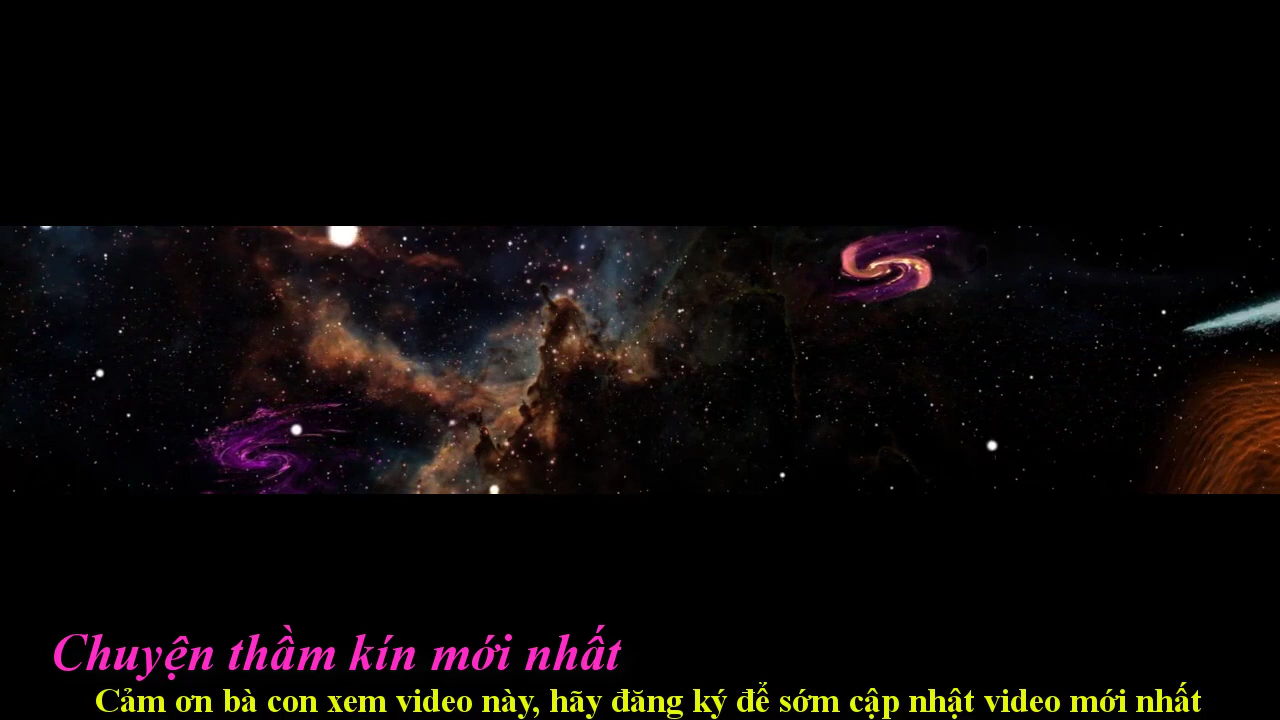 Chuyện thầm kín mới nhất
Cảm ơn bà con xem video này, hãy đăng ký để sớm cập nhật video mới nhất